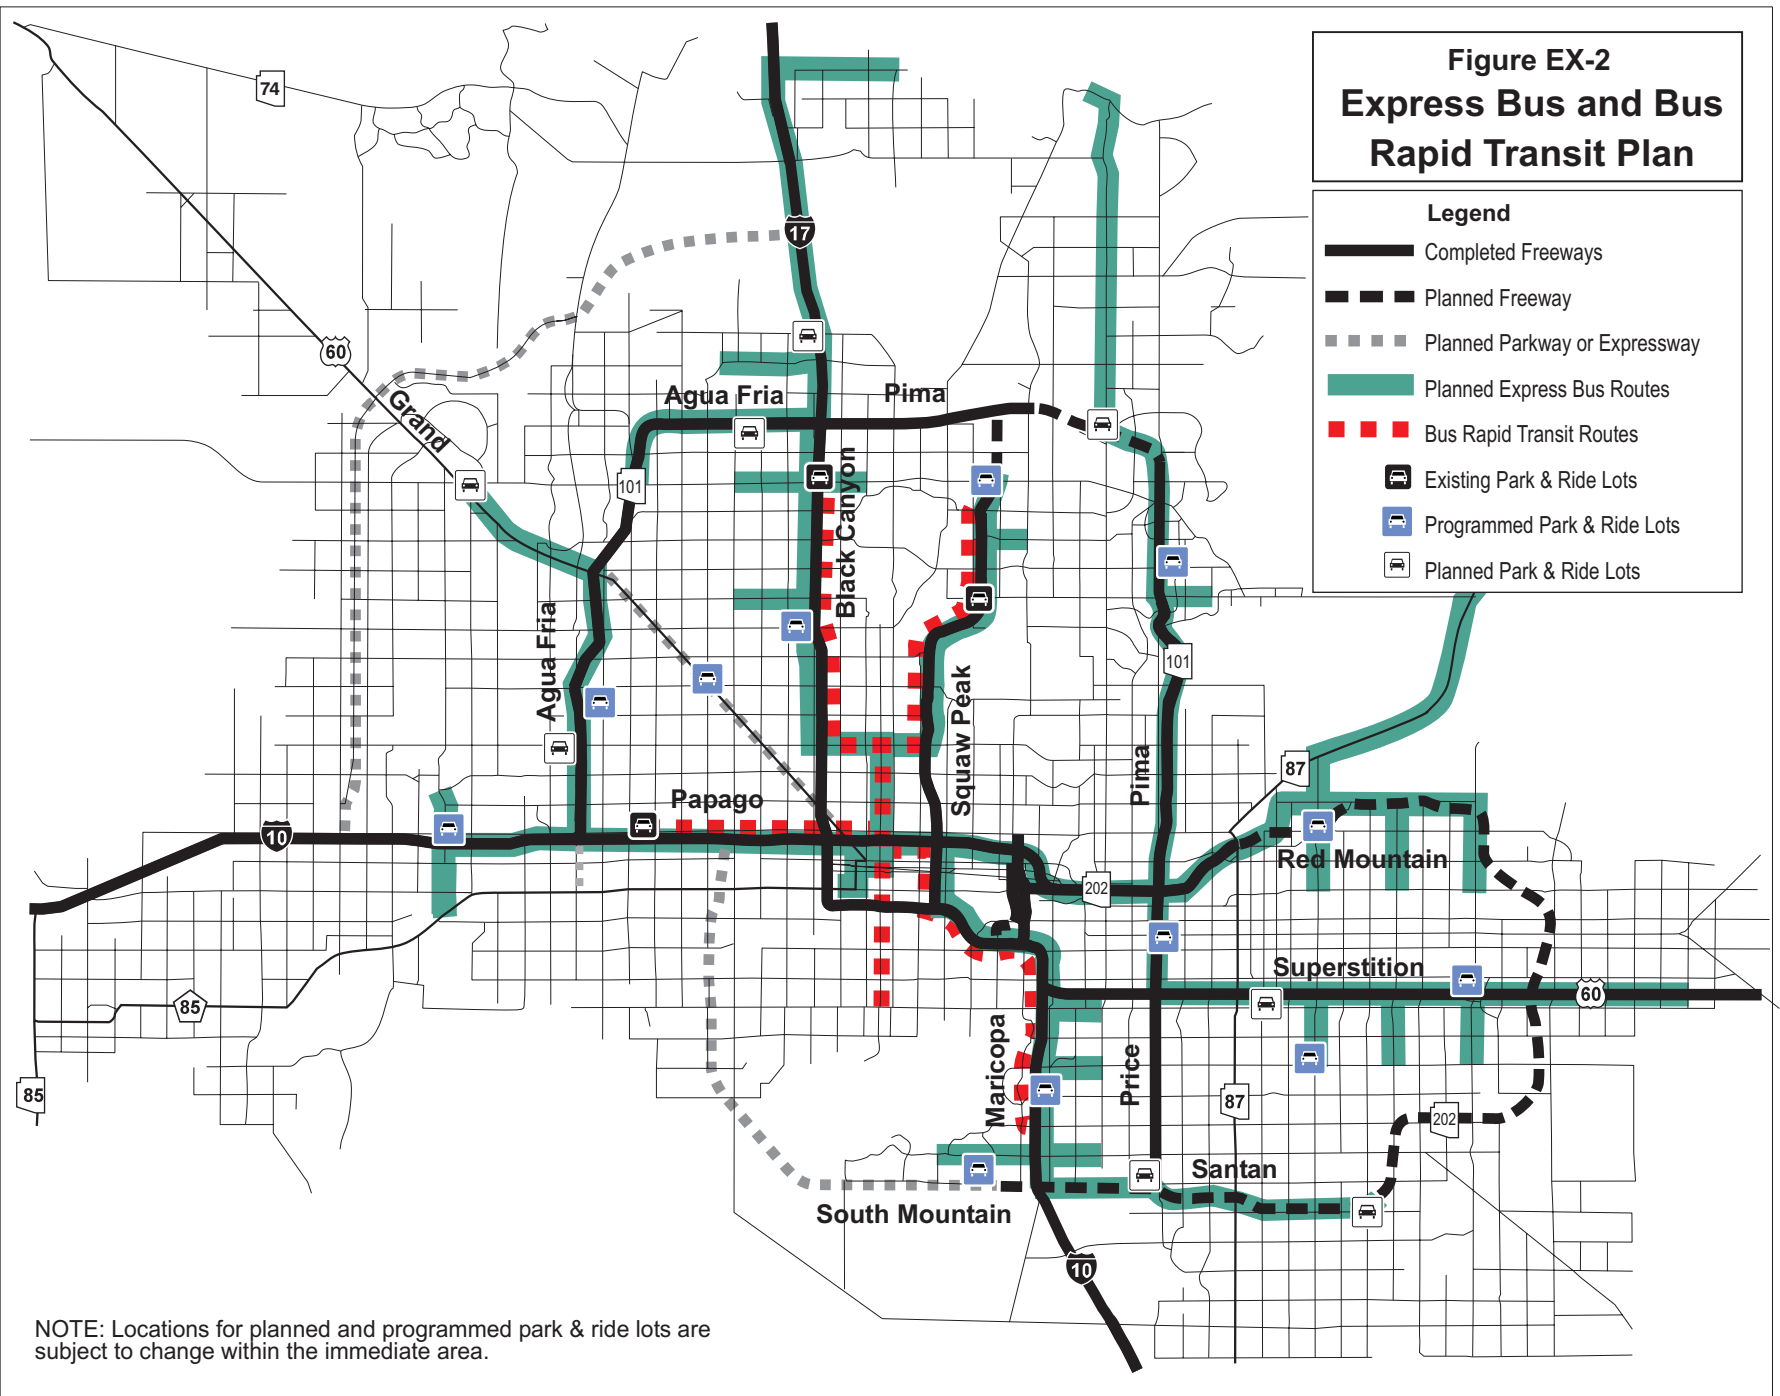 Figure EX-2
Express Bus and Bus
Rapid Transit Plan
Legend
Completed Freeways
Planned Freeway
Planned Parkway or Expressway
Planned Express Bus Routes
Bus Rapid Transit Routes
Existing Park & Ride Lots
Programmed Park & Ride Lots
Planned Park & Ride Lots
74
17
60
Grand
Agua Fria
Pima
101
Black Canyon
Agua Fria
Squaw Peak
101
Pima
87
Papago
10
202
Red Mountain
Superstition
60
85
85
Maricopa
Price
87
202
Santan
South Mountain
10
NOTE: Locations for planned and programmed park & ride lots are
subject to change within the immediate area.